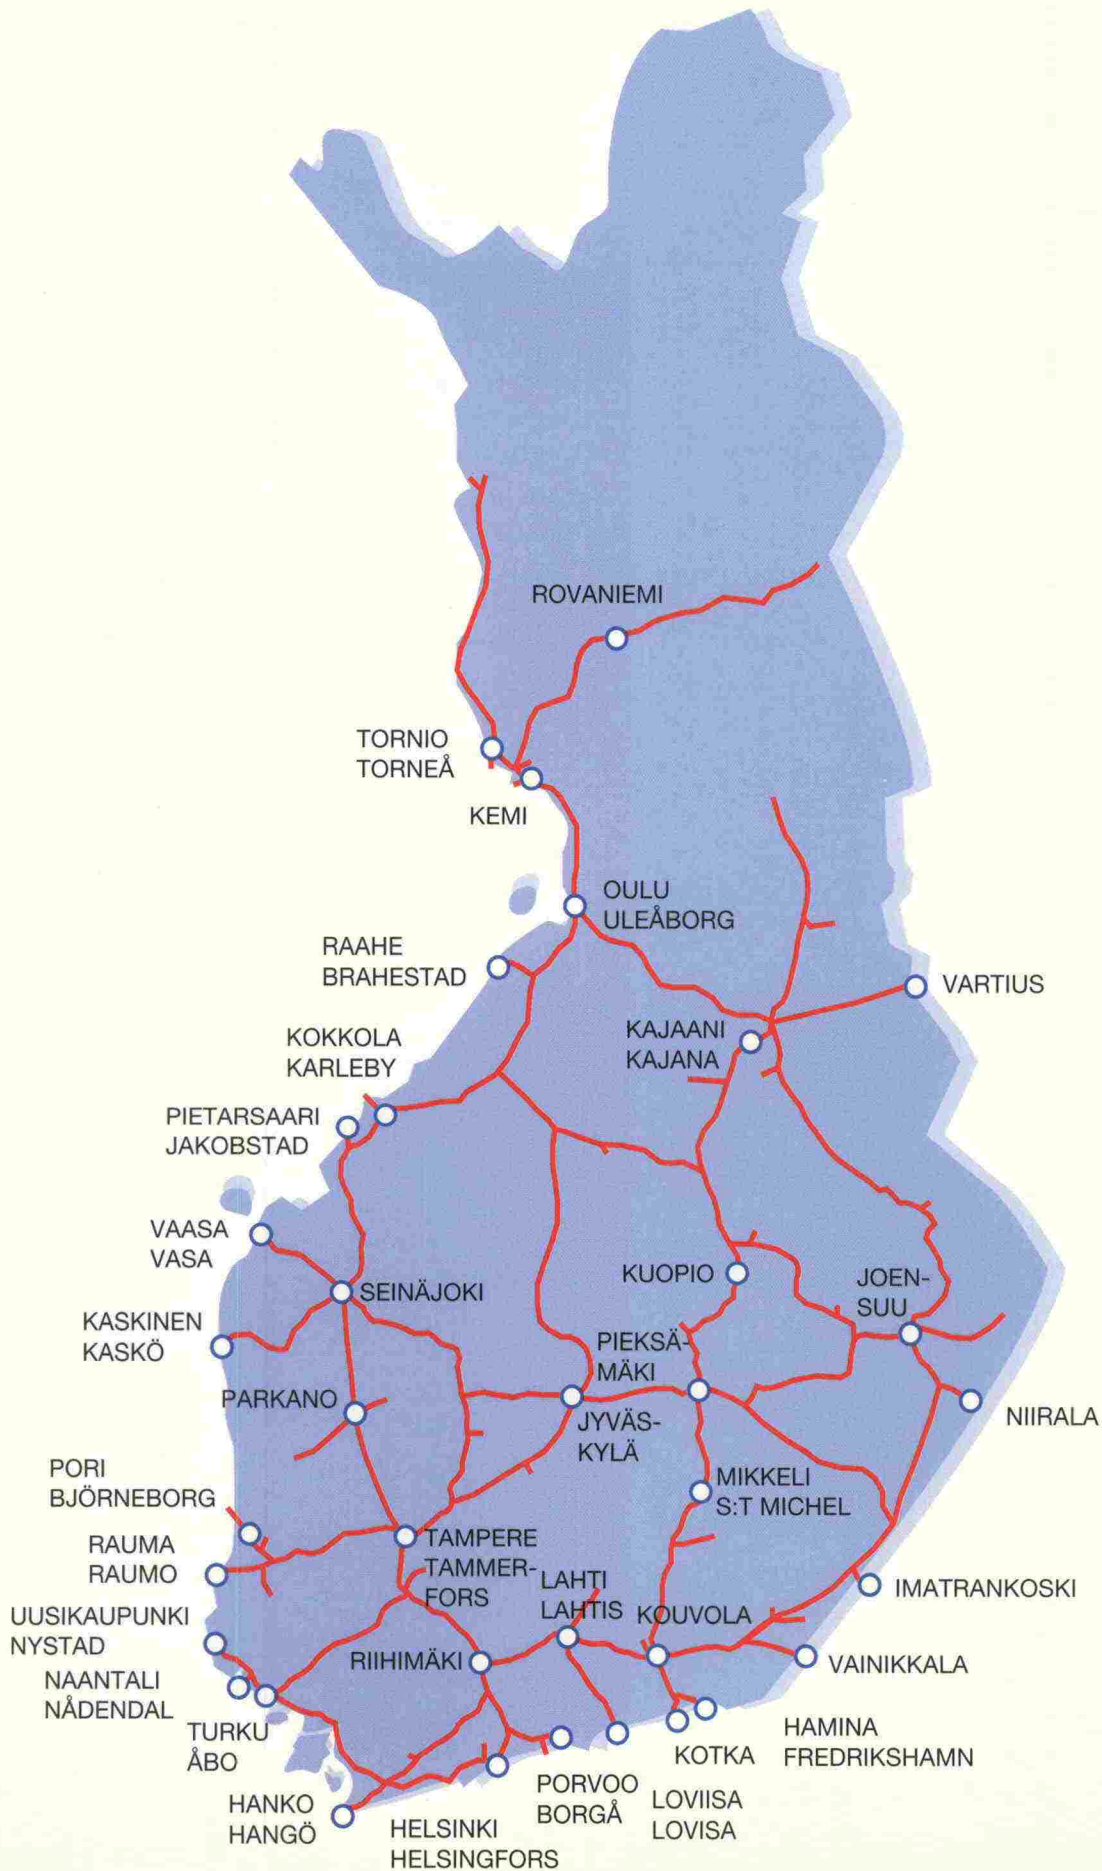 ROVANIEMI
TORNIO
TORNEÅ
KEMI
OULU
ULEÅBORG
RAAHE
BRAHESTAD
VARTIUS
KOKKOLA
KARLEBY
KAJAANI
KAJANA
PIETARSAARI
JAKOBSTAD
VAASA
VASA
SEINÄJOKI
KUOPIO
JOEN-
SUU
KASKINEN
KASKÖ
PIEKSÄ-
MÄKI
PARKANO
JYVÄS-
KYLÄ
NIIRALA
PORI
BJÖRNEBORG
MIKKELI
S:T MICHEL
RAUMA
RAUMO
TAMPERE
TAMMER-
FORS
LAHTI
LAHTIS
IMATRANKOSKI
UUSIKAUPUNKI
NYSTAD
KOUVOLA
RIIHIMÄKI
VAINIKKALA
NAANTALI
NÅDENDAL
TURKU
ÅBO
HAMINA
FREDRIKSHAMN
KOTKA
PORVOO
BORGÅ
LOVIISA
LOVISA
HANKO
HANGÖ
HELSINKI
HELSINGFORS